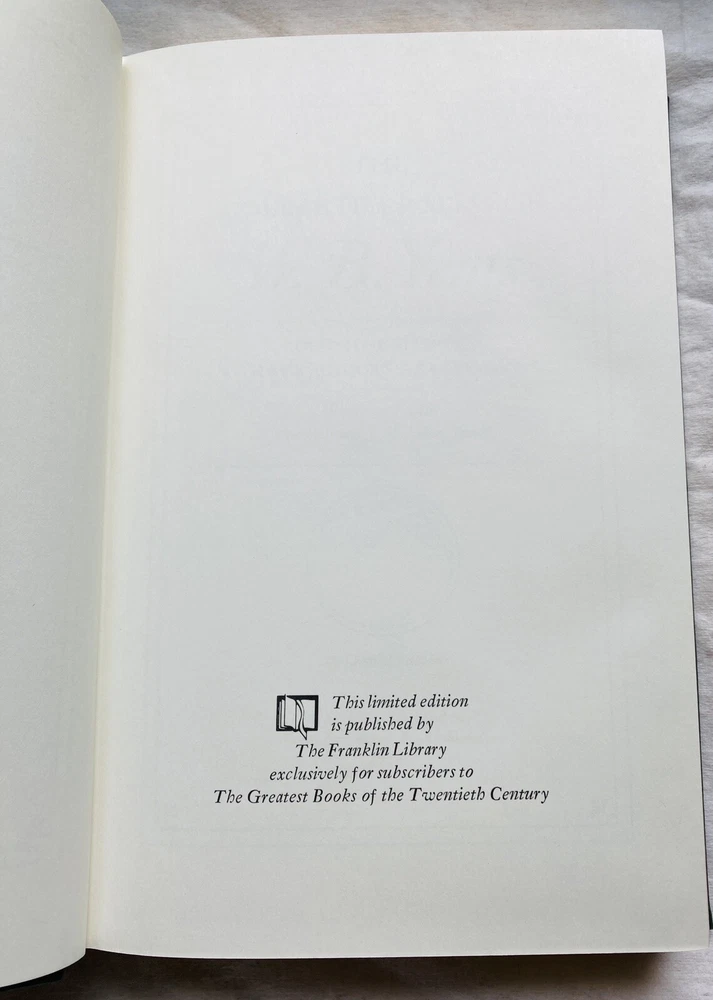 This limited edition
is published by
The Franklin Library
exclusively for subscribers to
The Greatest Books of the Twentieth Century